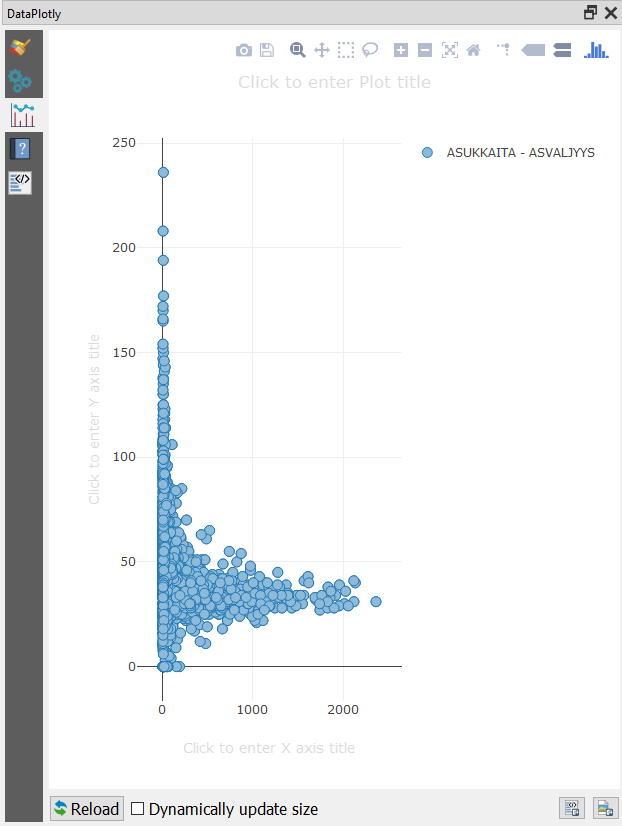 DataPlotly
Click to enter Plot title
ASUKKAITA - ASVALJYYS
250
200
150
100
50
0
Click to enter Y axis title
0 1000 2000
Click to enter X axis title
Reload
Dynamically update size